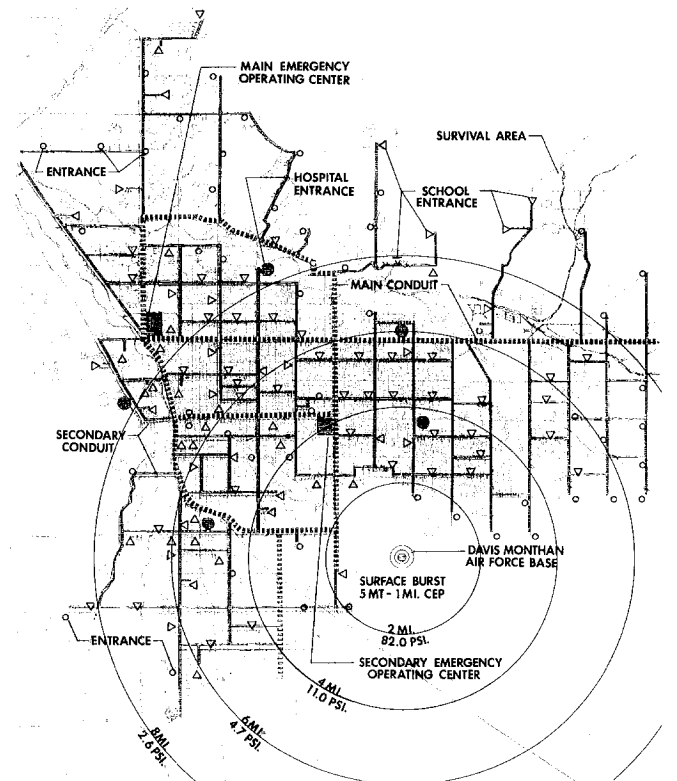 MAIN EMERGENCY
OPERATING CENTER
SURVIVAL AREA
ENTRANCE
HOSPITAL
ENTRANCE
SCHOOL
ENTRANCE
MAIN CONDUIT
SECONDARY
CONDUIT
DAVIS MONTHAN
AIR FORCE BASE
SURFACE BURST
5 MT - 1 MI. CEP
2 MI.
82.0 PSI.
ENTRANCE
SECONDARY EMERGENCY
OPERATING CENTER
4 MI.
11.0 PSI.
6 MI.
4.7 PSI.
8 MI.
2.6 PSI.